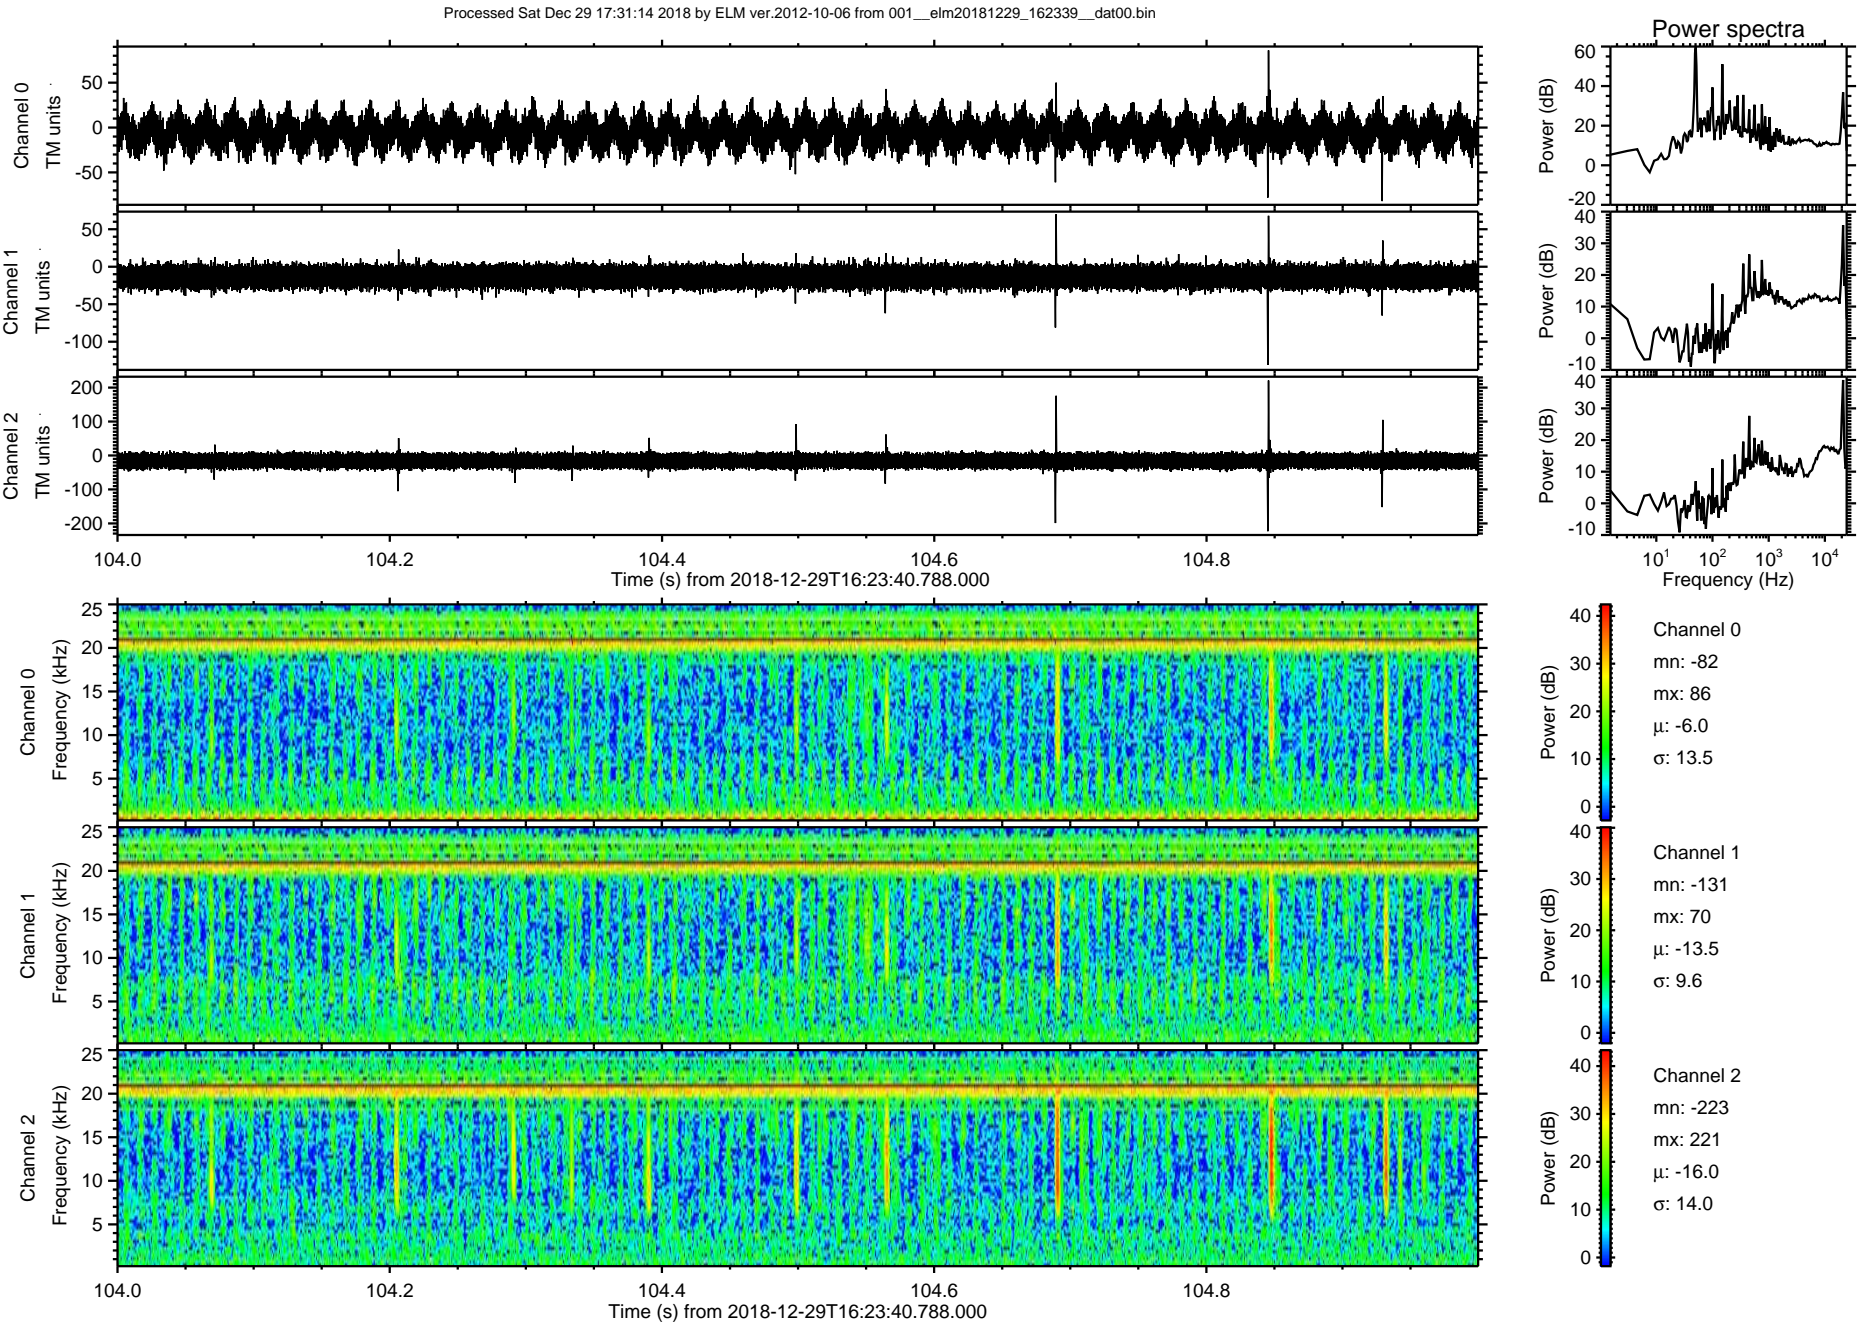 Processed Sat Dec 29 17:31:14 2018 by ELM ver.2012-10-06 from 001__elm20181229_162339__dat00.bin
Power spectra
Channel 0
TM units
50
0
-50
Power (dB)
60
40
20
0
-20
Channel 1
TM units
50
0
-50
-100
Power (dB)
40
30
20
10
0
-10
Channel 2
TM units
200
100
0
-100
-200
Power (dB)
40
30
20
10
0
-10
104.0 104.2 104.4 104.6 104.8
Time (s) from 2018-12-29T16:23:40.788.000
10^1 10^2 10^3 10^4
Frequency (Hz)
Channel 0
Frequency (kHz)
25
20
15
10
5
Power (dB)
40
30
20
10
0
Channel 0
mn: -82
mx: 86
μ: -6.0
σ: 13.5
Channel 1
Frequency (kHz)
25
20
15
10
5
Power (dB)
40
30
20
10
0
Channel 1
mn: -131
mx: 70
μ: -13.5
σ: 9.6
Channel 2
Frequency (kHz)
25
20
15
10
5
Power (dB)
40
30
20
10
0
Channel 2
mn: -223
mx: 221
μ: -16.0
σ: 14.0
104.0 104.2 104.4 104.6 104.8
Time (s) from 2018-12-29T16:23:40.788.000